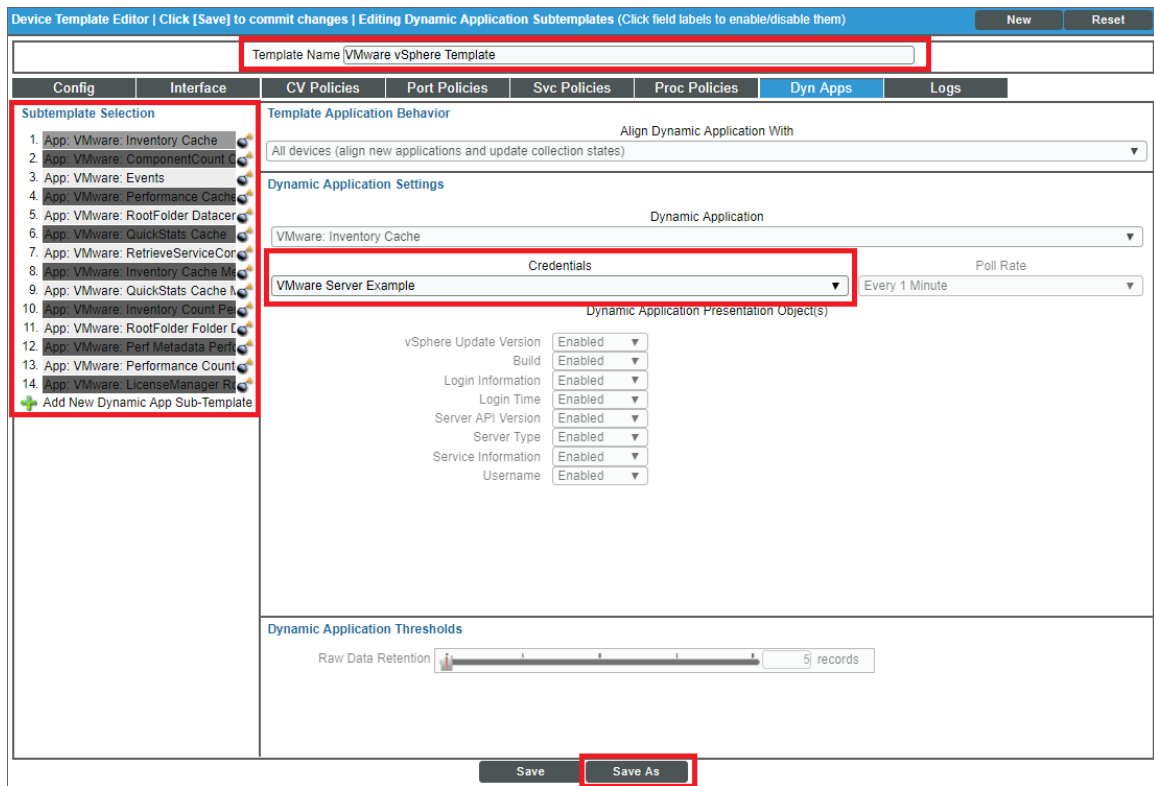 Device Template Editor | Click [Save] to commit changes | Editing Dynamic Application Subtemplates (Click field labels to enable/disable them) New Reset
Template Name VMware vSphere Template
Config Interface CV Policies Port Policies Svc Policies Proc Policies Dyn Apps Logs
Subtemplate Selection
1. App: VMware: Inventory Cache
2. App: VMware: ComponentCount C
3. App: VMware: Events
4. App: VMware: Performance Cache
5. App: VMware: RootFolder Datacer
6. App: VMware: QuickStats Cache
7. App: VMware: RetrieveServiceCon
8. App: VMware: Inventory Cache Me
9. App: VMware: QuickStats Cache M
10. App: VMware: Inventory Count Per
11. App: VMware: RootFolder Folder D
12. App: VMware: Perf Metadata Perfo
13. App: VMware: Performance Count
14. App: VMware: LicenseManager Ro
Add New Dynamic App Sub-Template
Template Application Behavior
Align Dynamic Application With
All devices (align new applications and update collection states)
Dynamic Application Settings
Dynamic Application
VMware: Inventory Cache
Credentials
VMware Server Example
Poll Rate
Every 1 Minute
Dynamic Application Presentation Object(s)
vSphere Update Version Enabled
Build Enabled
Login Information Enabled
Login Time Enabled
Server API Version Enabled
Server Type Enabled
Service Information Enabled
Username Enabled
Dynamic Application Thresholds
Raw Data Retention 5 records
Save Save As